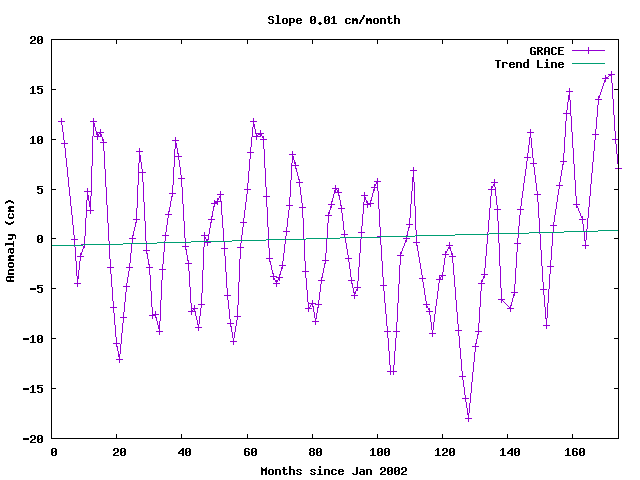 Slope 0.01 cm/month
GRACE
Trend Line
20
15
10
5
0
-5
-10
-15
-20
Anomaly (cm)
0 20 40 60 80 100 120 140 160
Months since Jan 2002